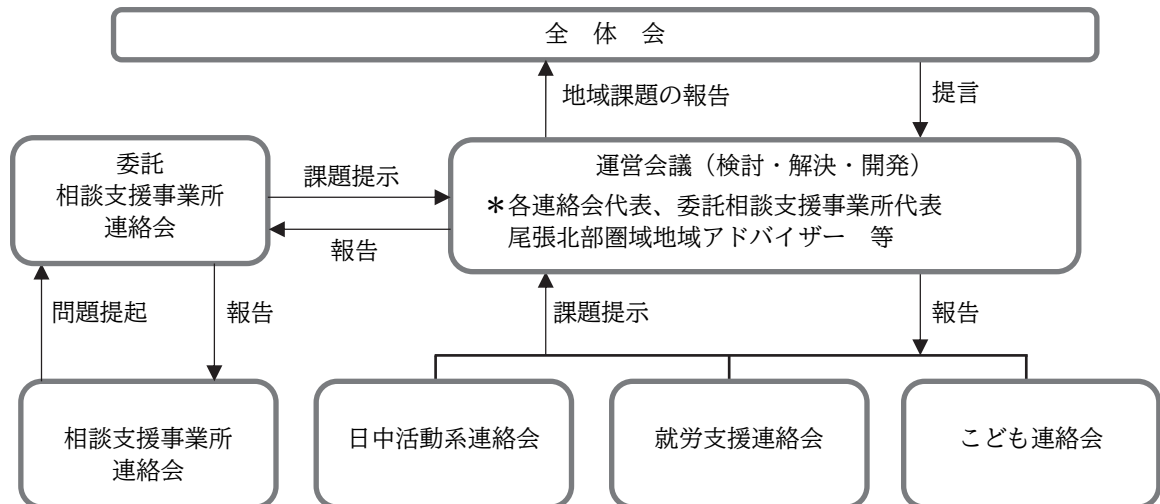 全　体　会
地域課題の報告
提言
委託
相談支援事業所
連絡会
課題提示
報告
運営会議（検討・解決・開発）
＊各連絡会代表、委託相談支援事業所代表
尾張北部圏域地域アドバイザー　等
問題提起
報告
課題提示
報告
相談支援事業所
連絡会
日中活動系連絡会
就労支援連絡会
こども連絡会